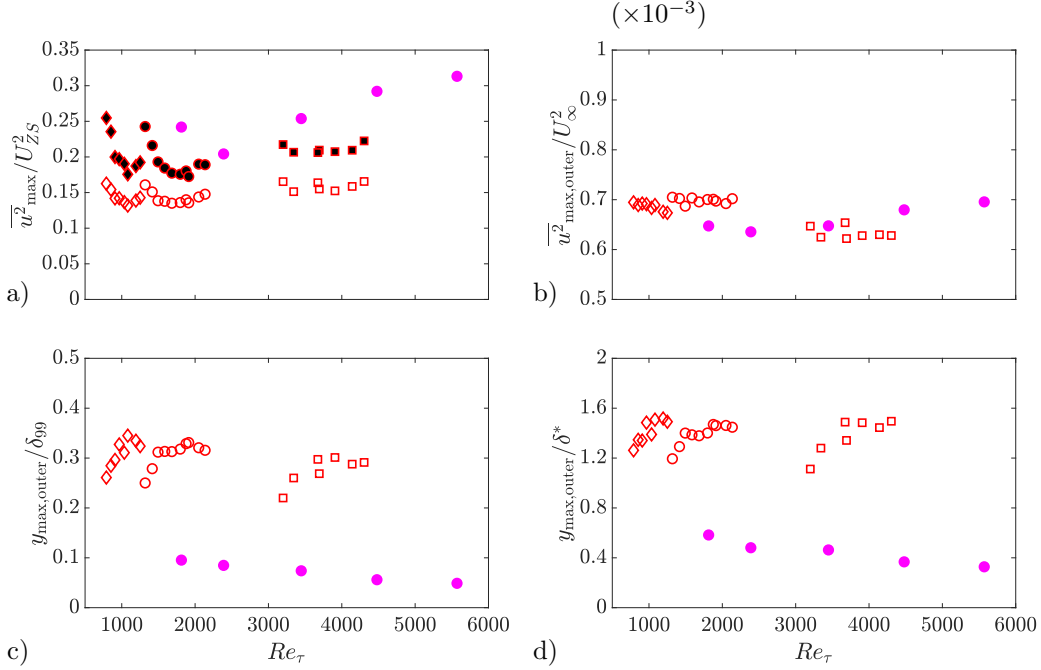 (×10⁻³)
0.35
0.3
0.25
0.2
0.15
0.1
0.05
0
u²max/U²ZS
a)
1
0.9
0.8
0.7
0.6
0.5
u²max,outer/U²∞
b)
0.5
0.4
0.3
0.2
0.1
0
ymax,outer/δ99
1000 2000 3000 4000 5000 6000
Reτ
c)
2
1.6
1.2
0.8
0.4
0
ymax,outer/δ*
1000 2000 3000 4000 5000 6000
Reτ
d)